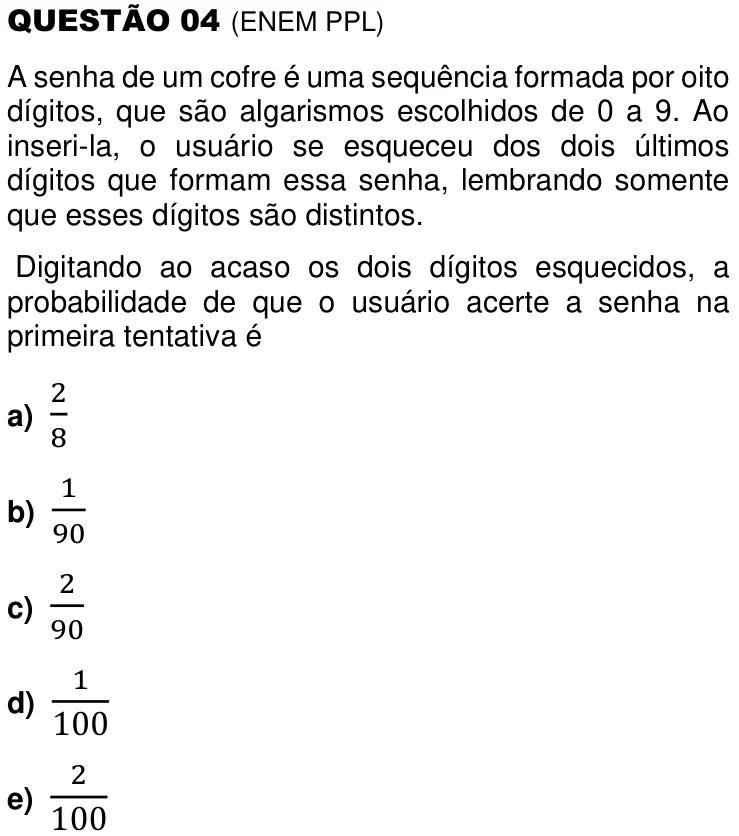 QUESTÃO 04 (ENEM PPL)
A senha de um cofre é uma sequência formada por oito
dígitos, que são algarismos escolhidos de 0 a 9. Ao
inseri-la, o usuário se esqueceu dos dois últimos
dígitos que formam essa senha, lembrando somente
que esses dígitos são distintos.
Digitando ao acaso os dois dígitos esquecidos, a
probabilidade de que o usuário acerte a senha na
primeira tentativa é
a) 2/8
b) 1/90
c) 2/90
d) 1/100
e) 2/100